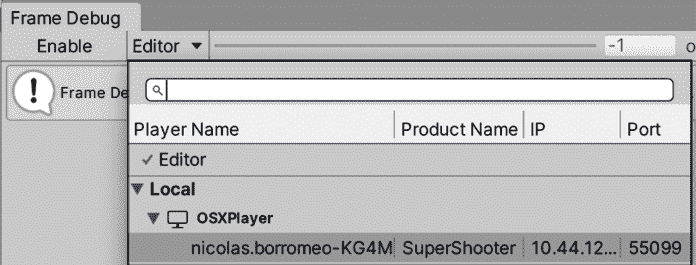 Frame Debug
Enable Editor -1 o
Frame De
Player Name Product Name IP Port
Editor
Local
OSXPlayer
nicolas.borromeo-KG4M SuperShooter 10.44.12... 55099